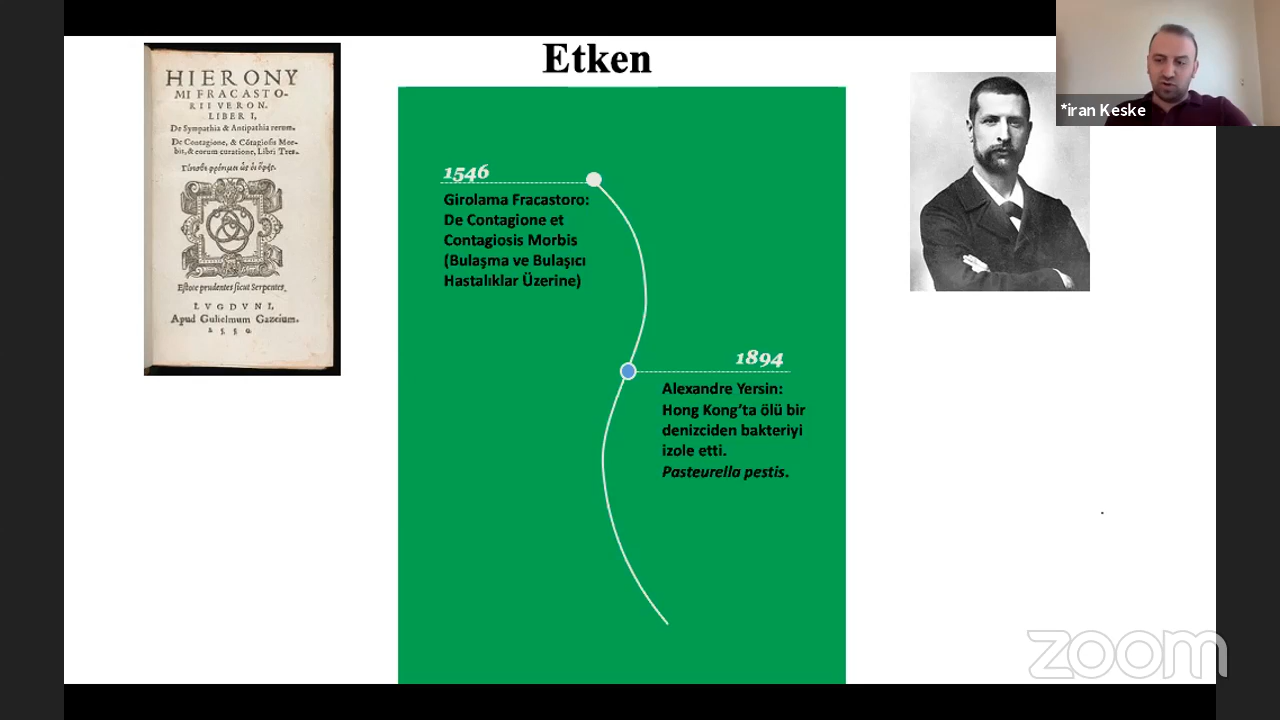 Etken
HIERONY
MI FRACASTO-
RII VERON.
LIBER I,
De Sympathia & Antipathia rerum.
De Contagione, & Cōtagiosis Mor-
bis, & eorum curatione, Libri Tres.
Estote prudentes sicut Serpentes,
LVGDVNI,
Apud Gulielmum Gazeium.
1546
Girolama Fracastoro:
De Contagione et
Contagiosis Morbis
(Bulaşma ve Bulaşıcı
Hastalıklar Üzerine)
1894
Alexandre Yersin:
Hong Kong’ta ölü bir
denizciden bakteriyi
izole etti.
Pasteurella pestis.
*iran Keske
zoom